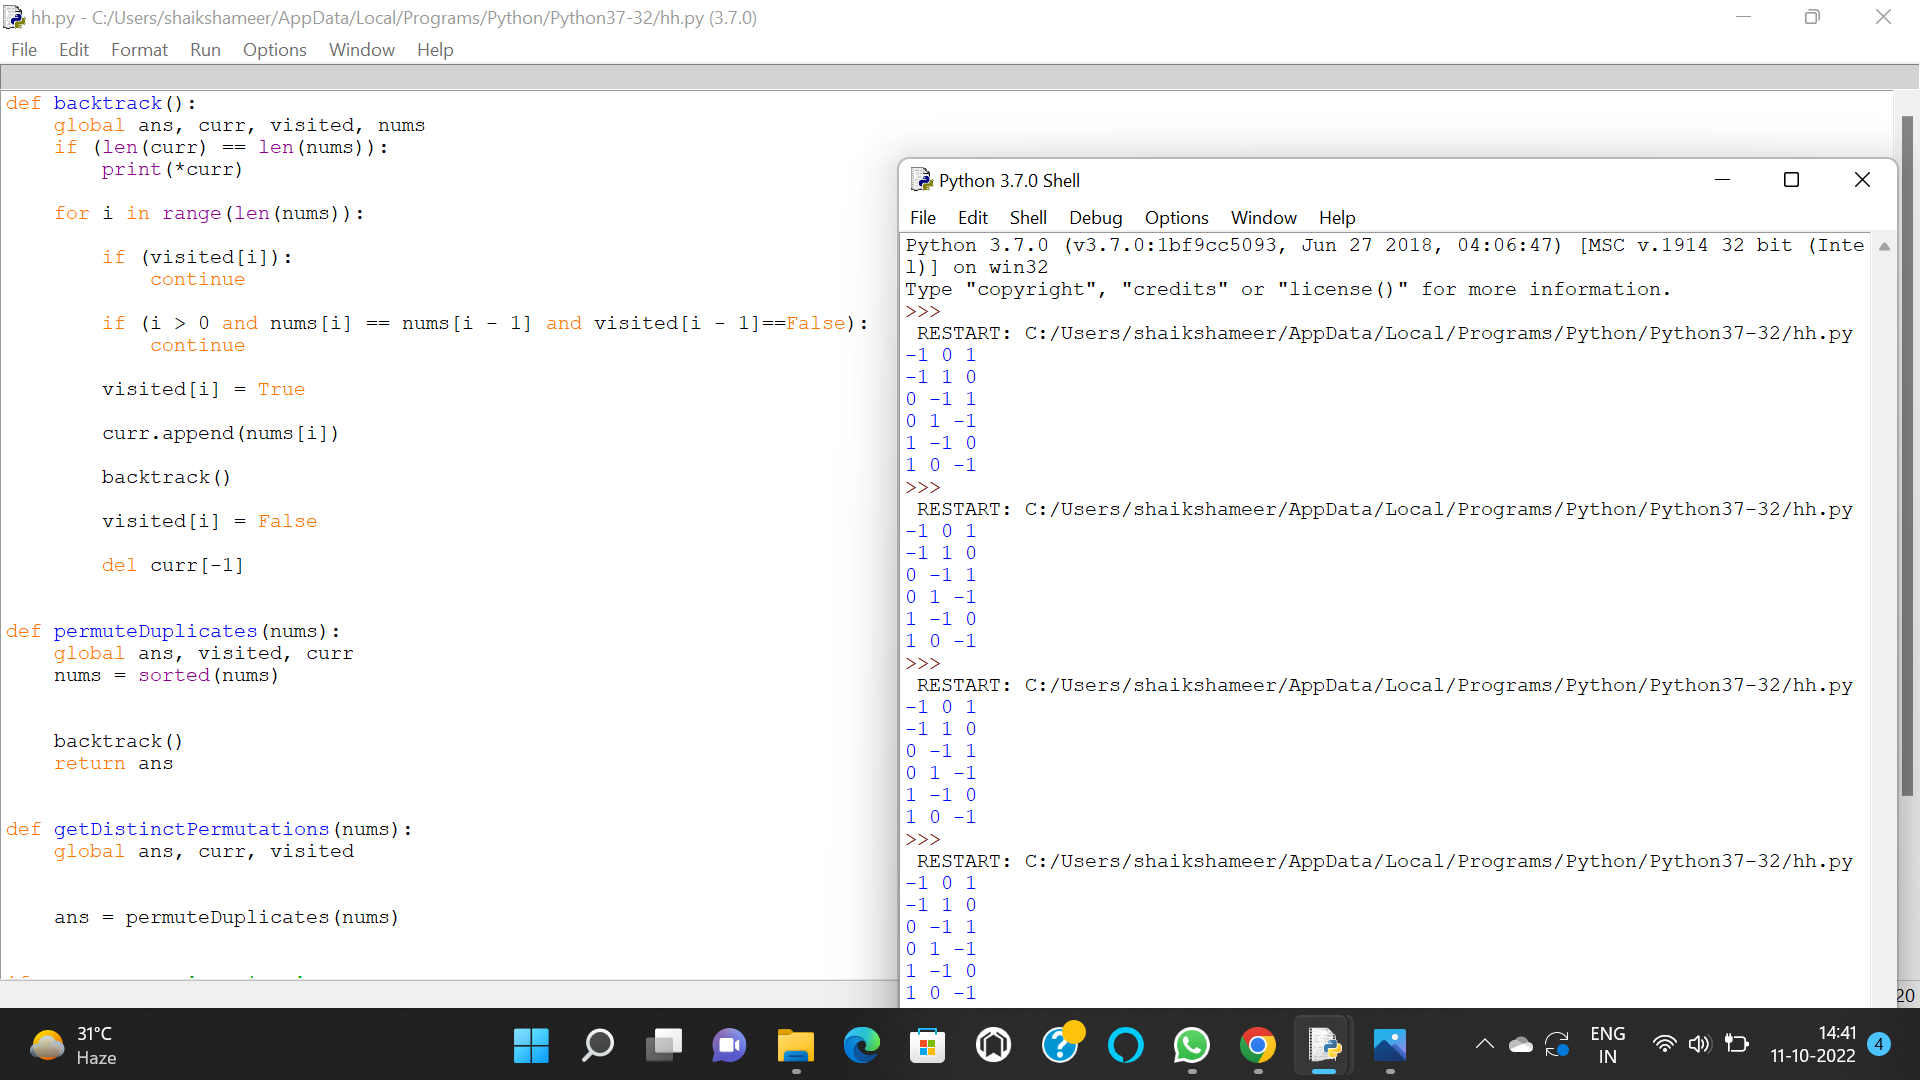 hh.py - C:/Users/shaikshameer/AppData/Local/Programs/Python/Python37-32/hh.py (3.7.0)
File Edit Format Run Options Window Help
def backtrack():
    global ans, curr, visited, nums
    if (len(curr) == len(nums)):
        print(*curr)
    for i in range(len(nums)):
        if (visited[i]):
            continue
        if (i > 0 and nums[i] == nums[i - 1] and visited[i - 1]==False):
            continue
        visited[i] = True
        curr.append(nums[i])
        backtrack()
        visited[i] = False
        del curr[-1]
def permuteDuplicates(nums):
    global ans, visited, curr
    nums = sorted(nums)
    backtrack()
    return ans
def getDistinctPermutations(nums):
    global ans, curr, visited
    ans = permuteDuplicates(nums)
Python 3.7.0 Shell
File Edit Shell Debug Options Window Help
Python 3.7.0 (v3.7.0:1bf9cc5093, Jun 27 2018, 04:06:47) [MSC v.1914 32 bit (Inte
l)] on win32
Type "copyright", "credits" or "license()" for more information.
>>>
 RESTART: C:/Users/shaikshameer/AppData/Local/Programs/Python/Python37-32/hh.py
-1 0 1
-1 1 0
0 -1 1
0 1 -1
1 -1 0
1 0 -1
>>>
 RESTART: C:/Users/shaikshameer/AppData/Local/Programs/Python/Python37-32/hh.py
-1 0 1
-1 1 0
0 -1 1
0 1 -1
1 -1 0
1 0 -1
>>>
 RESTART: C:/Users/shaikshameer/AppData/Local/Programs/Python/Python37-32/hh.py
-1 0 1
-1 1 0
0 -1 1
0 1 -1
1 -1 0
1 0 -1
>>>
 RESTART: C:/Users/shaikshameer/AppData/Local/Programs/Python/Python37-32/hh.py
-1 0 1
-1 1 0
0 -1 1
0 1 -1
1 -1 0
1 0 -1
20
31°C
Haze
ENG
IN
14:41
11-10-2022
4